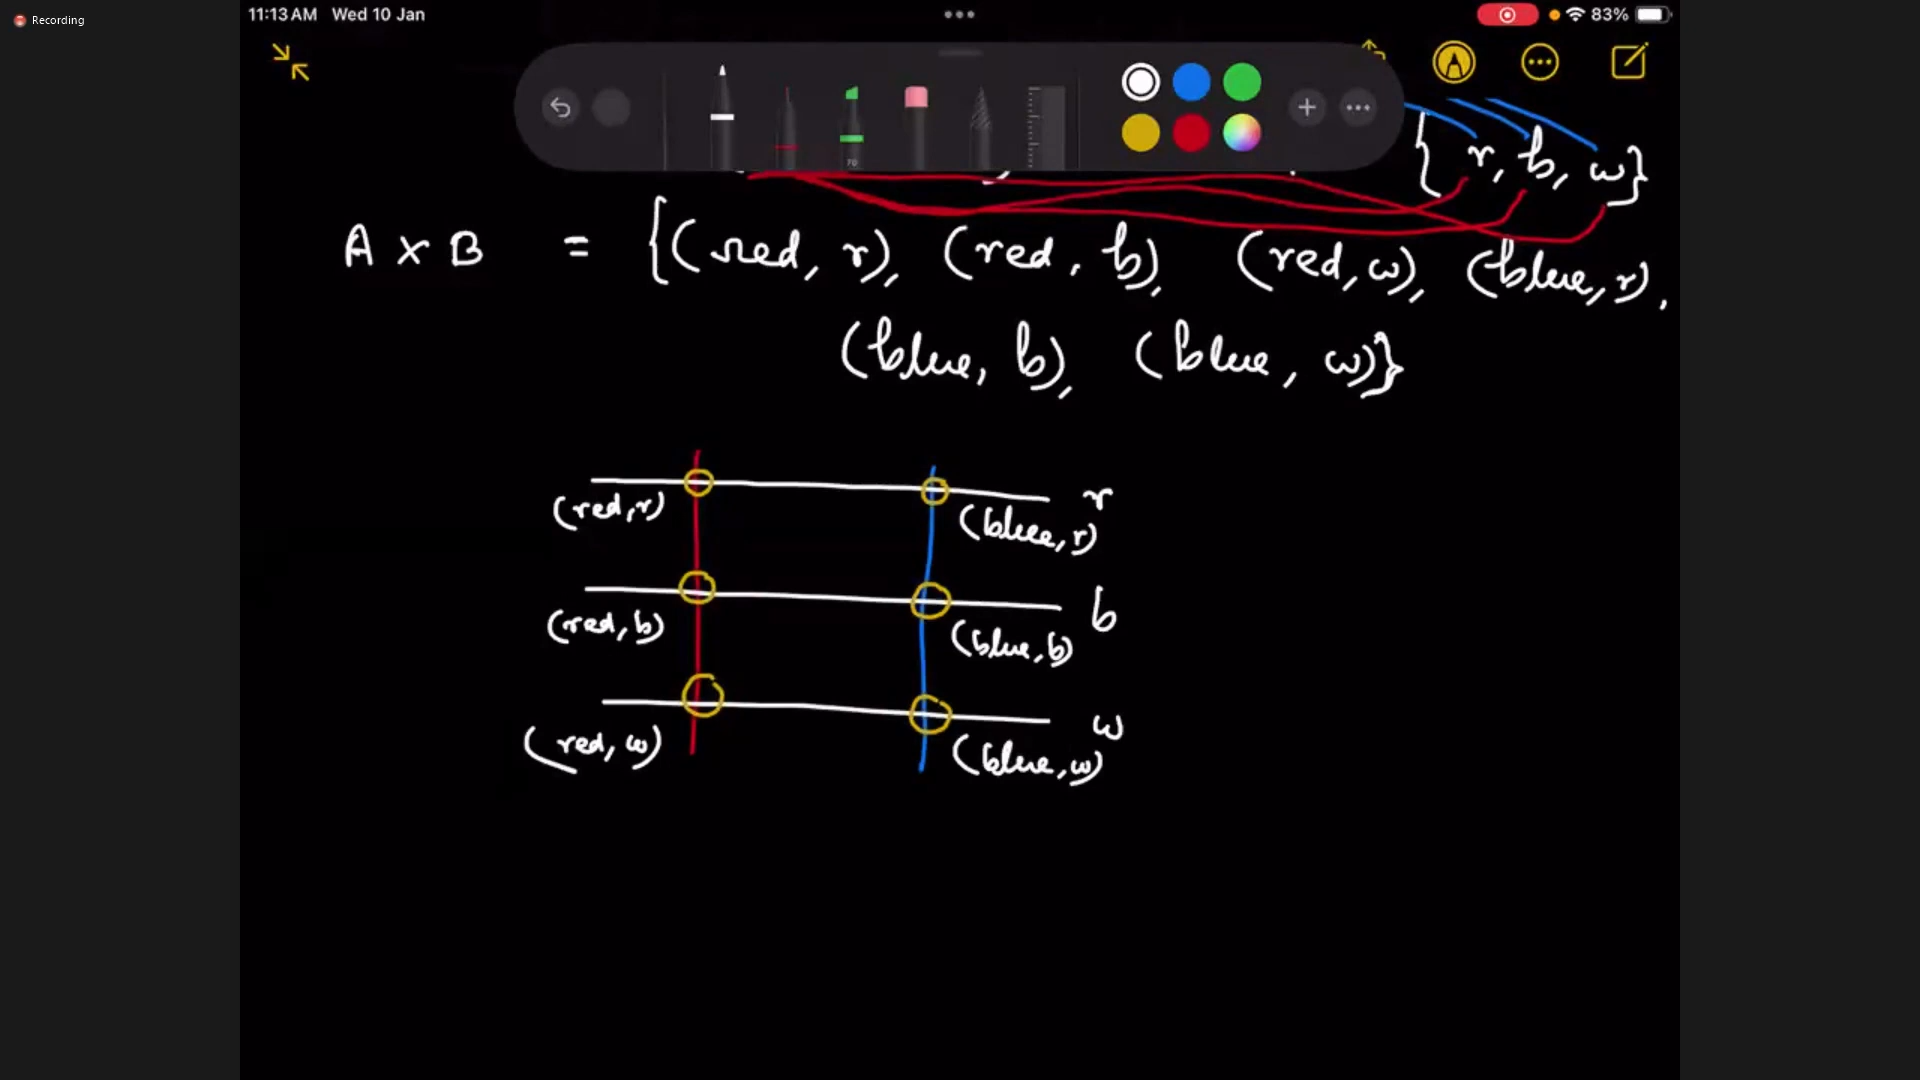 Recording
11:13 AM Wed 10 Jan
83%
70
{ r, b, w}
A × B = {(red, r), (red, b), (red, w), (blue, r),
(blue, b), (blue, w)}
r
(red, r) (blue, r)
b
(red, b) (blue, b)
w
(red, w) (blue, w)